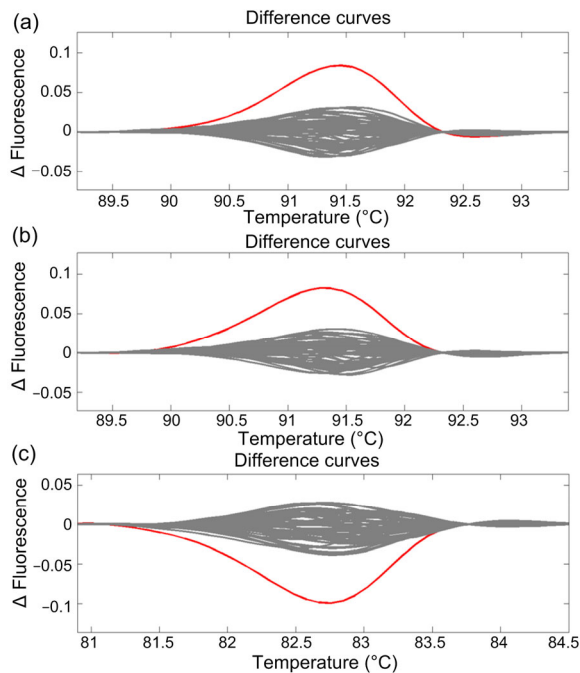 (a)
Difference curves
Δ Fluorescence
0.1
0.05
0
−0.05
89.5 90 90.5 91 91.5 92 92.5 93
Temperature (°C)
(b)
Difference curves
Δ Fluorescence
0.1
0.05
0
−0.05
89.5 90 90.5 91 91.5 92 92.5 93
Temperature (°C)
(c)
Difference curves
Δ Fluorescence
0.05
0
−0.05
−0.1
81 81.5 82 82.5 83 83.5 84 84.5
Temperature (°C)